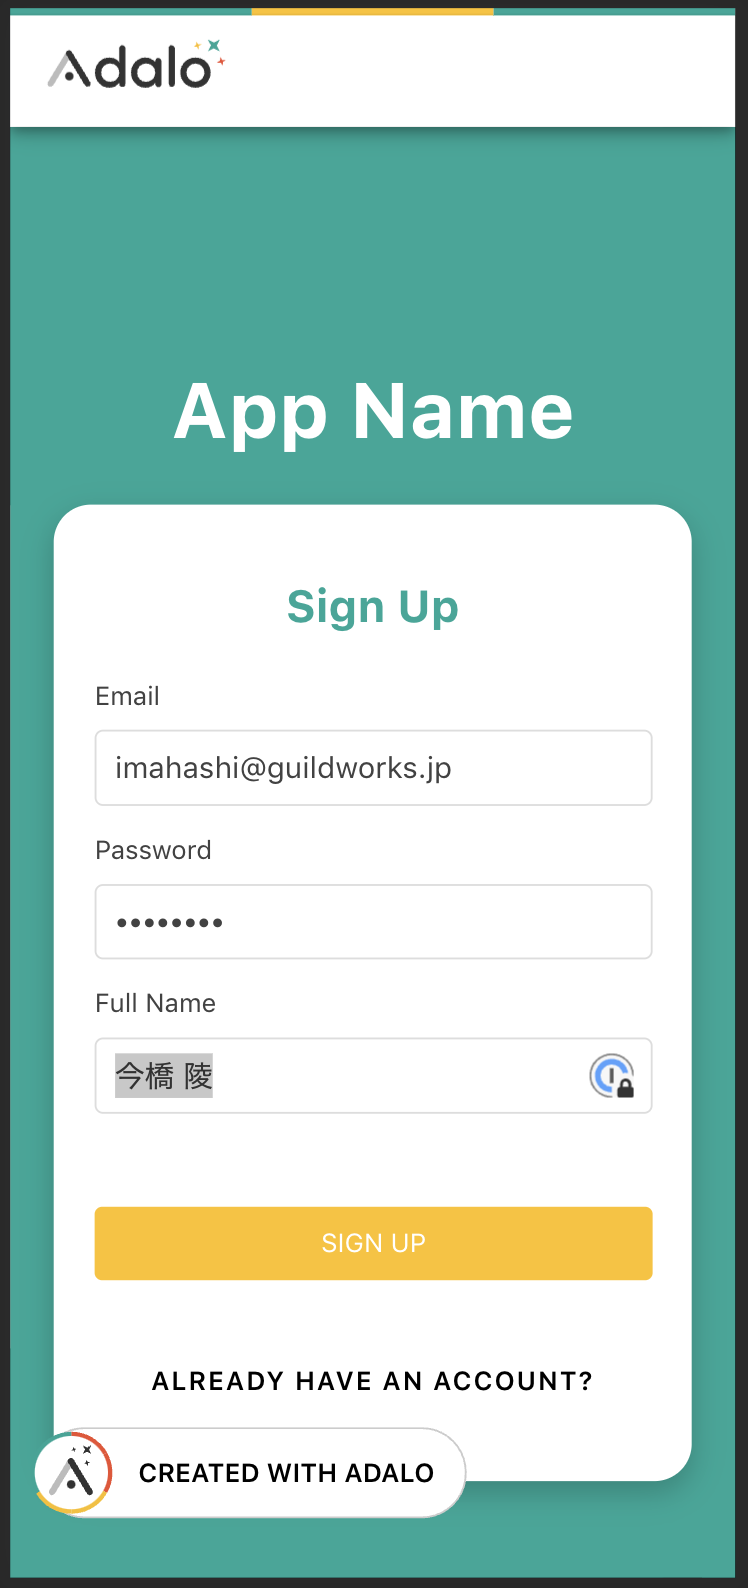 Adalo
App Name
Sign Up
Email
imahashi@guildworks.jp
Password
••••••••
Full Name
今橋 陵
SIGN UP
ALREADY HAVE AN ACCOUNT?
CREATED WITH ADALO